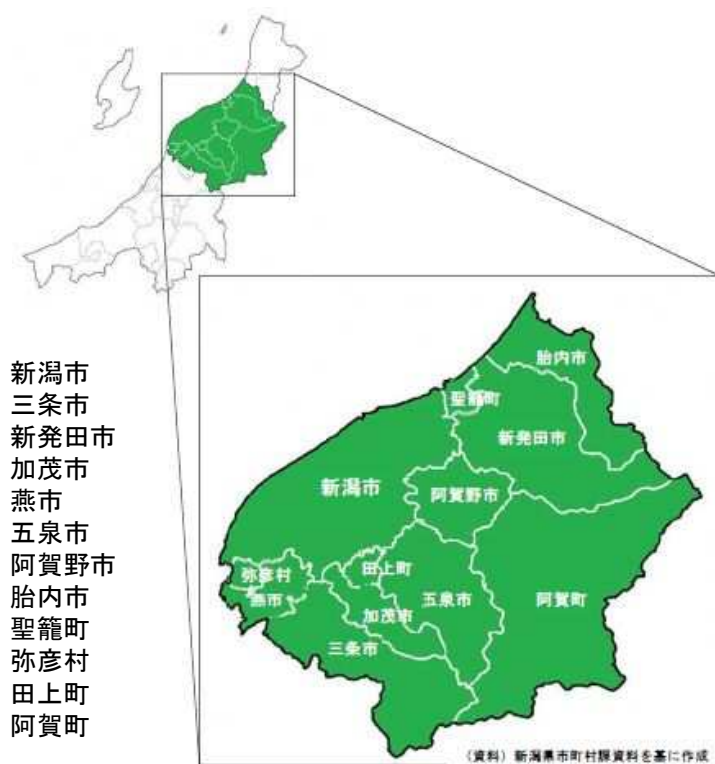 新潟市
三条市
新発田市
加茂市
燕市
五泉市
阿賀野市
胎内市
聖籠町
弥彦村
田上町
阿賀町
胎内市
聖籠町
新発田市
新潟市
阿賀野市
弥彦村
田上町
燕市
五泉市
阿賀町
加茂市
三条市
(資料) 新潟県市町村課資料を基に作成